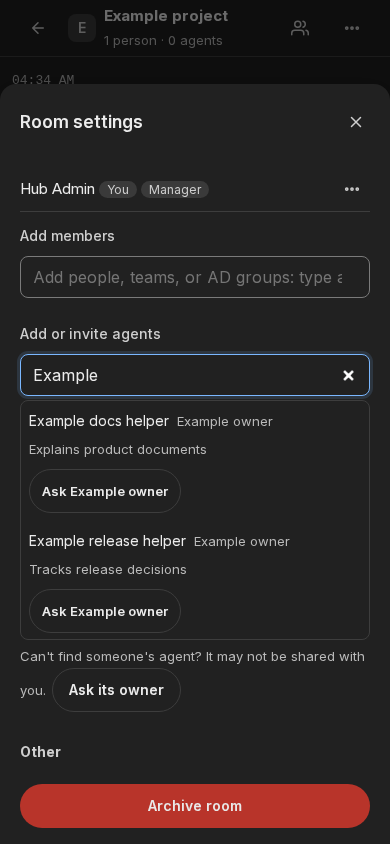 E
Example project
1 person · 0 agents
04:34 AM
Room settings
Hub Admin You Manager
Add members
Add people, teams, or AD groups: type a
Add or invite agents
Example
Example docs helper Example owner
Explains product documents
Ask Example owner
Example release helper Example owner
Tracks release decisions
Ask Example owner
Can't find someone's agent? It may not be shared with
you. Ask its owner
Other
Archive room